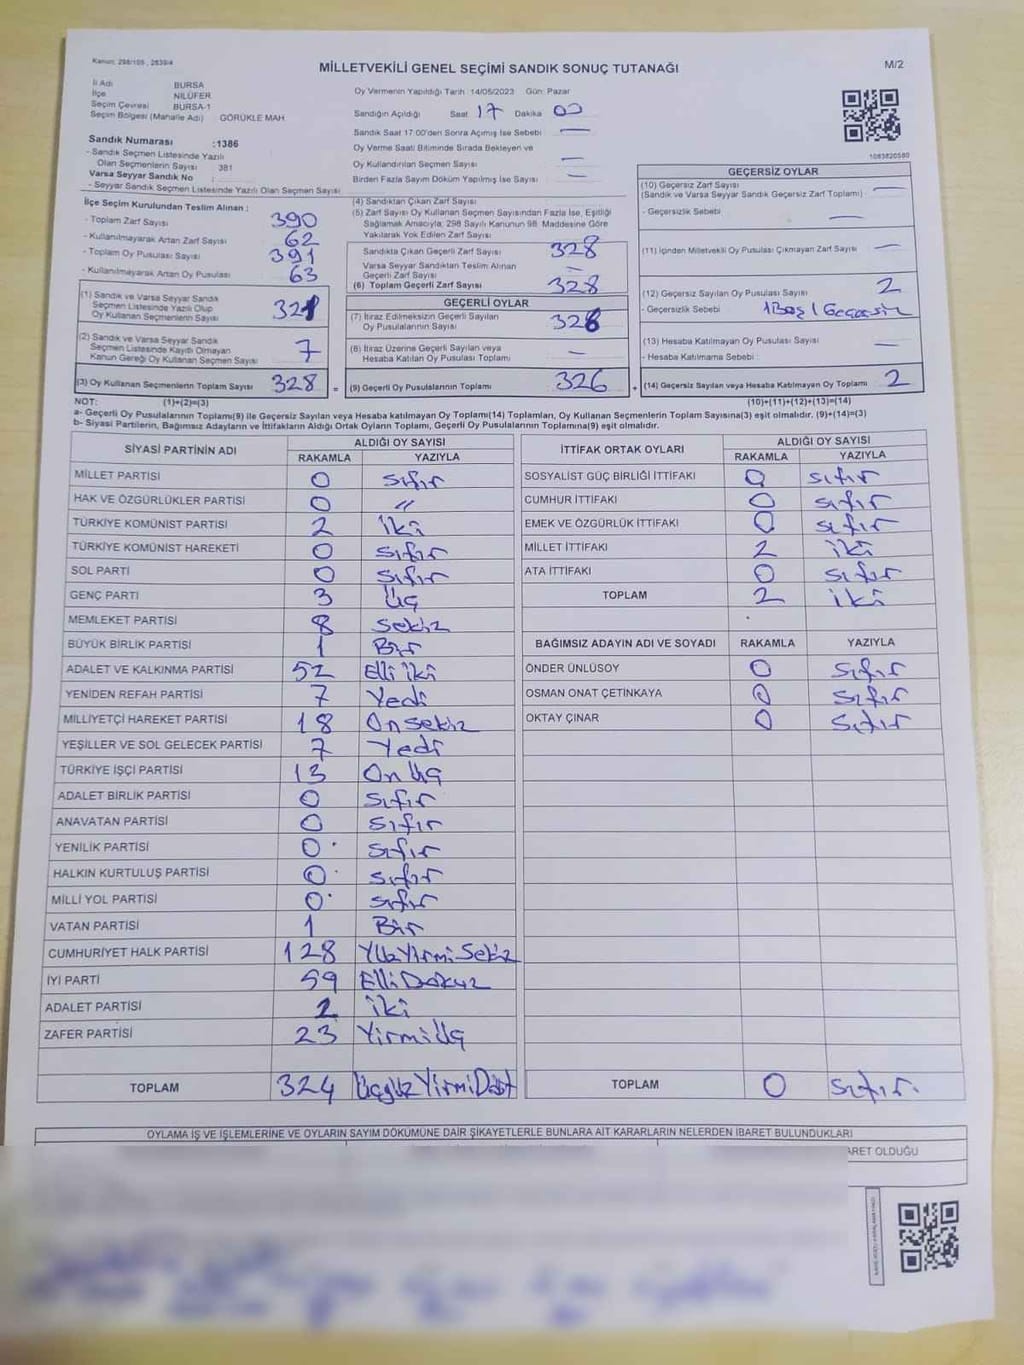 Kanun: 298/105 , 2839/4
MİLLETVEKİLİ GENEL SEÇİMİ SANDIK SONUÇ TUTANAĞI
M/2
İl Adı BURSA
İlçe NİLÜFER
Seçim Çevresi BURSA-1
Seçim Bölgesi (Mahalle Adı) GÖRÜKLE MAH.
Sandık Numarası :1386
- Sandık Seçmen Listesinde Yazılı
Olan Seçmenlerin Sayısı 381
Varsa Seyyar Sandık No :
- Seyyar Sandık Seçmen Listesinde Yazılı Olan Seçmen Sayısı :
İlçe Seçim Kurulundan Teslim Alınan :
- Toplam Zarf Sayısı 390
- Kullanılmayarak Artan Zarf Sayısı 62
- Toplam Oy Pusulası Sayısı 391
- Kullanılmayarak Artan Oy Pusulası 63
(1) Sandık ve Varsa Seyyar Sandık
Seçmen Listesinde Yazılı Olup
Oy Kullanan Seçmenlerin Sayısı 321
(2) Sandık ve Varsa Seyyar Sandık
Seçmen Listesinde Kayıtlı Olmayan
Kanun Gereği Oy Kullanan Seçmen Sayısı 7
(3) Oy Kullanan Seçmenlerin Toplam Sayısı 328 =
Oy Vermenin Yapıldığı Tarih :14/05/2023 Gün: Pazar
Sandığın Açıldığı Saat 17 Dakika 00
Sandık Saat 17:00'den Sonra Açılmış İse Sebebi : —
Oy Verme Saati Bitiminde Sırada Bekleyen ve
Oy Kullandırılan Seçmen Sayısı : —
Birden Fazla Sayım Döküm Yapılmış İse Sayısı : —
(4) Sandıktan Çıkan Zarf Sayısı :
(5) Zarf Sayısı Oy Kullanan Seçmen Sayısından Fazla İse, Eşitliği
Sağlamak Amacıyla, 298 Sayılı Kanunun 98. Maddesine Göre
Yakılarak Yok Edilen Zarf Sayısı :
Sandıkta Çıkan Geçerli Zarf Sayısı 328
Varsa Seyyar Sandıktan Teslim Alınan
Geçerli Zarf Sayısı —
(6) Toplam Geçerli Zarf Sayısı 328
GEÇERLİ OYLAR
(7) İtiraz Edilmeksizin Geçerli Sayılan
Oy Pusulalarının Sayısı 326
(8) İtiraz Üzerine Geçerli Sayılan veya
Hesaba Katılan Oy Pusulası Toplamı —
(9) Geçerli Oy Pusulalarının Toplamı 326 +
1083820580
GEÇERSİZ OYLAR
(10) Geçersiz Zarf Sayısı
(Sandık ve Varsa Seyyar Sandık Geçersiz Zarf Toplamı) : —
- Geçersizlik Sebebi : —
(11) İçinden Milletvekili Oy Pusulası Çıkmayan Zarf Sayısı : —
(12) Geçersiz Sayılan Oy Pusulası Sayısı : 2
- Geçersizlik Sebebi : 1 Boş 1 Geçersiz
(13) Hesaba Katılmayan Oy Pusulası Sayısı : —
- Hesaba Katılmama Sebebi :
(14) Geçersiz Sayılan veya Hesaba Katılmayan Oy Toplamı 2
NOT: (1)+(2)=(3) (10)+(11)+(12)+(13)=(14)
a- Geçerli Oy Pusulalarının Toplamı(9) ile Geçersiz Sayılan veya Hesaba katılmayan Oy Toplamı(14) Toplamları, Oy Kullanan Seçmenlerin Toplam Sayısına(3) eşit olmalıdır. (9)+(14)=(3)
b- Siyasi Partilerin, Bağımsız Adayların ve İttifakların Aldığı Ortak Oyların Toplamı, Geçerli Oy Pusulalarının Toplamına(9) eşit olmalıdır.
SİYASİ PARTİNİN ADI ALDIĞI OY SAYISI
RAKAMLA YAZIYLA
MİLLET PARTİSİ 0 sıfır
HAK VE ÖZGÜRLÜKLER PARTİSİ 0 "
TÜRKİYE KOMÜNİST PARTİSİ 2 iki
TÜRKİYE KOMÜNİST HAREKETİ 0 sıfır
SOL PARTİ 0 sıfır
GENÇ PARTİ 3 Üç
MEMLEKET PARTİSİ 8 sekiz
BÜYÜK BİRLİK PARTİSİ 1 Bir
ADALET VE KALKINMA PARTİSİ 52 Elli iki
YENİDEN REFAH PARTİSİ 7 Yedi
MİLLİYETÇİ HAREKET PARTİSİ 18 Onsekiz
YEŞİLLER VE SOL GELECEK PARTİSİ 7 Yedi
TÜRKİYE İŞÇİ PARTİSİ 13 On Üç
ADALET BİRLİK PARTİSİ 0 sıfır
ANAVATAN PARTİSİ 0 sıfır
YENİLİK PARTİSİ 0 sıfır
HALKIN KURTULUŞ PARTİSİ 0 sıfır
MİLLİ YOL PARTİSİ 0 sıfır
VATAN PARTİSİ 1 Bir
CUMHURİYET HALK PARTİSİ 128 YüzYirmiSekiz
İYİ PARTİ 59 ElliDokuz
ADALET PARTİSİ 2 iki
ZAFER PARTİSİ 23 YirmiÜç
TOPLAM 324 ÜçyüzYirmiDört
İTTİFAK ORTAK OYLARI ALDIĞI OY SAYISI
RAKAMLA YAZIYLA
SOSYALİST GÜÇ BİRLİĞİ İTTİFAKI 0 sıfır
CUMHUR İTTİFAKI 0 sıfır
EMEK VE ÖZGÜRLÜK İTTİFAKI 0 sıfır
MİLLET İTTİFAKI 2 iki
ATA İTTİFAKI 0 sıfır
TOPLAM 2 iki
BAĞIMSIZ ADAYIN ADI VE SOYADI RAKAMLA YAZIYLA
ÖNDER ÜNLÜSOY 0 sıfır
OSMAN ONAT ÇETİNKAYA 0 sıfır
OKTAY ÇINAR 0 sıfır
TOPLAM 0 sıfır.
OYLAMA İŞ VE İŞLEMLERİNE VE OYLARIN SAYIM DÖKÜMÜNE DAİR ŞİKAYETLERLE BUNLARA AİT KARARLARIN NELERDEN İBARET BULUNDUKLARI
ARET OLDUĞU